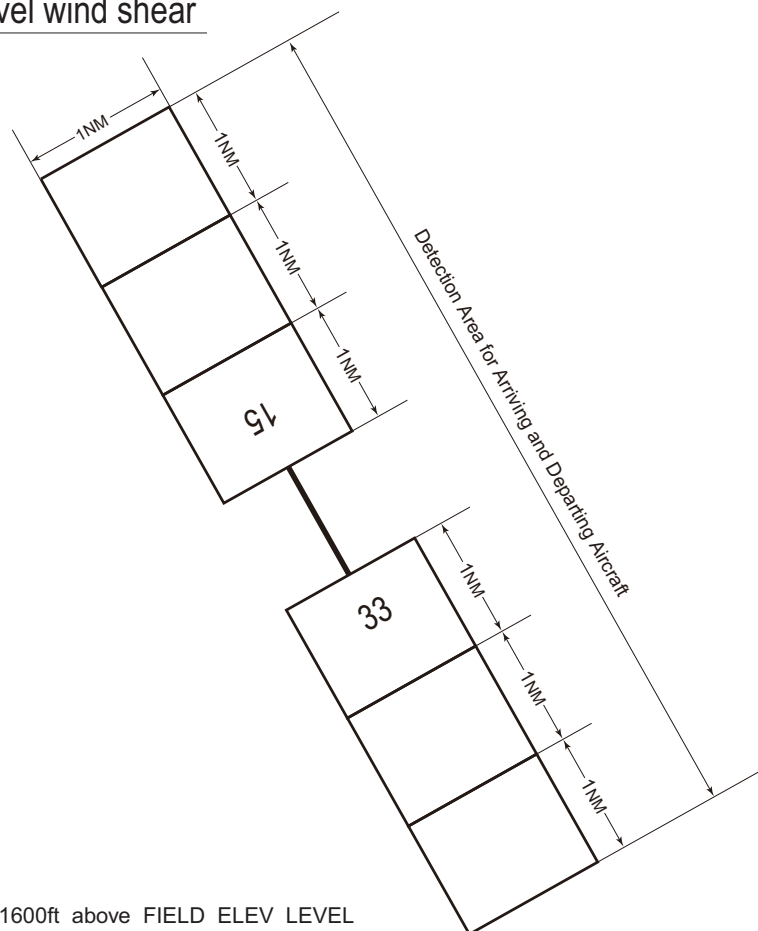 vel wind shear
1NM
1NM
1NM
1NM
Detection Area for Arriving and Departing Aircraft
15
33
1NM
1NM
1NM
1600ft above FIELD ELEV LEVEL